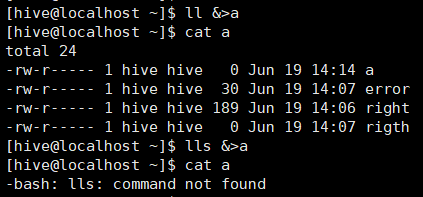 [hive@localhost ~]$ ll &>a
[hive@localhost ~]$ cat a
total 24
-rw-r----- 1 hive hive   0 Jun 19 14:14 a
-rw-r----- 1 hive hive  30 Jun 19 14:07 error
-rw-r----- 1 hive hive 189 Jun 19 14:06 right
-rw-r----- 1 hive hive   0 Jun 19 14:07 rigth
[hive@localhost ~]$ lls &>a
[hive@localhost ~]$ cat a
-bash: lls: command not found